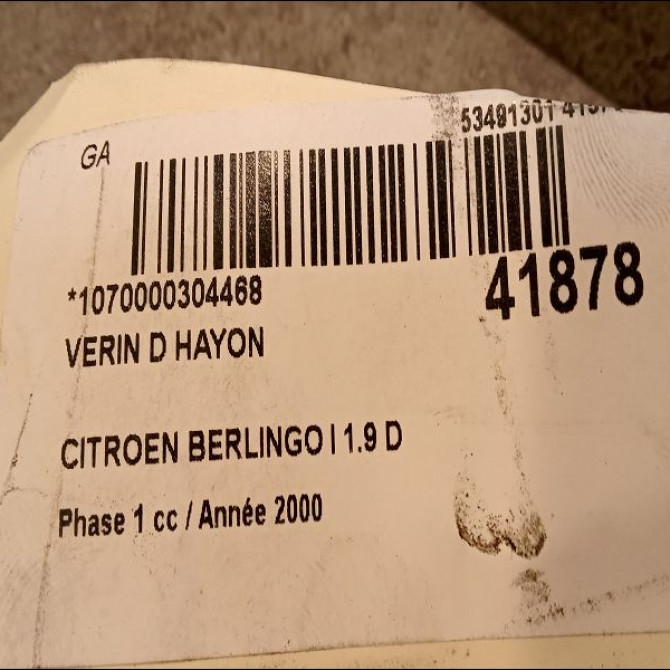 GA
53491301
*1070000304468
41878
VERIN D HAYON
CITROEN BERLINGO I 1.9 D
Phase 1 cc / Année 2000